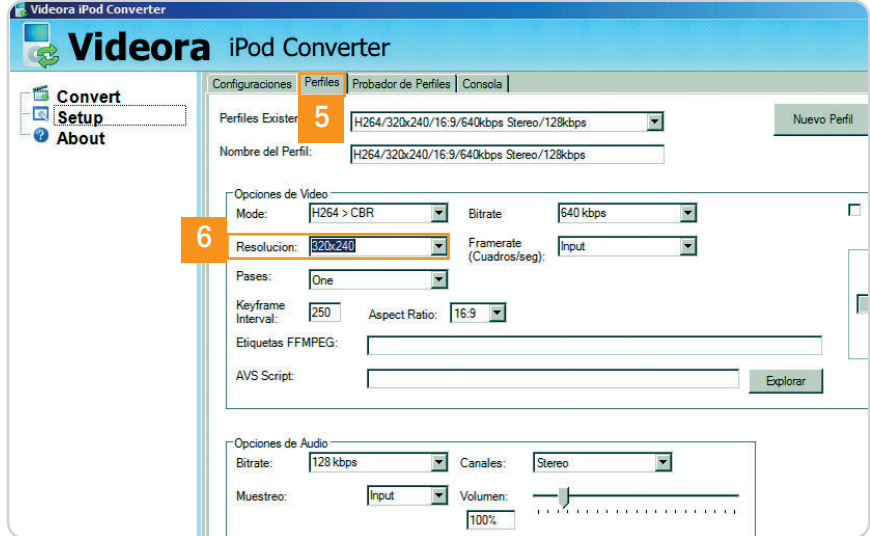 Videora iPod Converter
Videora iPod Converter
Convert
Setup
About
Configuraciones Perfiles Probador de Perfiles Consola
5
Perfiles Exister H264/320x240/16:9/640kbps Stereo/128kbps Nuevo Perfil
Nombre del Perfil: H264/320x240/16:9/640kbps Stereo/128kbps
Opciones de Video
Mode: H264 > CBR Bitrate 640 kbps
6
Resolucion: 320x240 Framerate (Cuadros/seg): Input
Pases: One
Keyframe Interval: 250 Aspect Ratio: 16:9
Etiquetas FFMPEG:
AVS Script: Explorar
Opciones de Audio
Bitrate: 128 kbps Canales: Stereo
Muestreo: Input Volumen:
100%